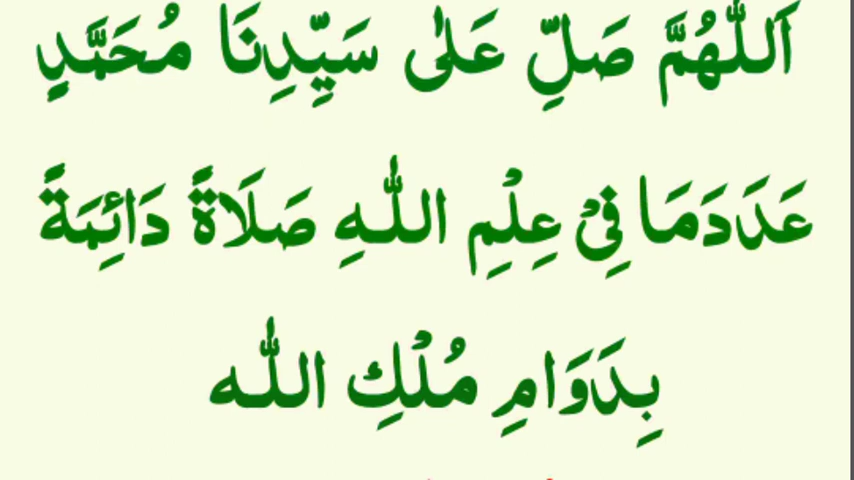 اَللّٰهُمَّ صَلِّ عَلٰی سَيِّدِنَا مُحَمَّدٍ
عَدَدَمَا فِیْ عِلْمِ اللّٰهِ صَلَاةً دَائِمَةً
بِدَوَامِ مُلْكِ اللّٰه